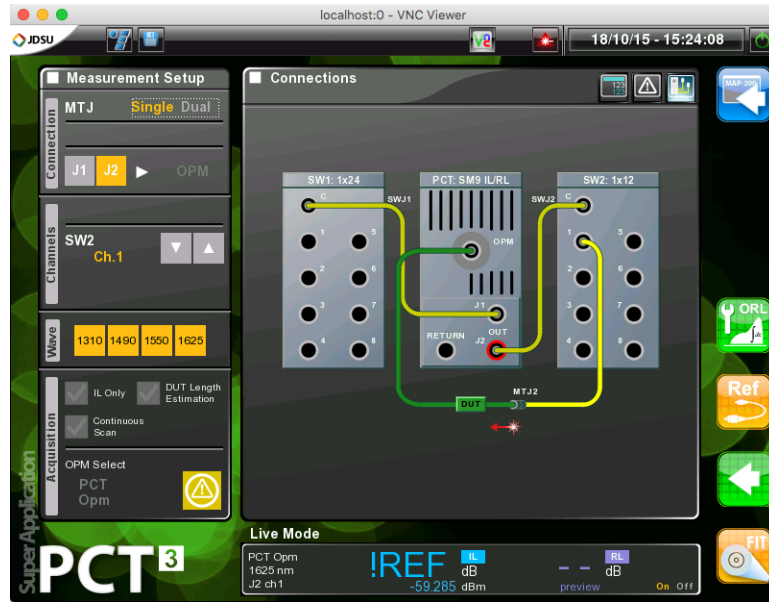 localhost:0 - VNC Viewer
JDSU
18/10/15 - 15:24:08
Measurement Setup
Connection
MTJ
Single Dual
J1 J2 OPM
Channels
SW2
Ch.1
Wave
1310 1490 1550 1625
Acquisition
IL Only
DUT Length
Estimation
Continuous
Scan
OPM Select
PCT
Opm
Super Application
PCT3
Connections
123
SW1: 1x24
C
1 5
2 6
3 7
4 8
SWJ1
PCT: SM9 IL/RL
OPM
J1
OUT
RETURN
J2
SWJ2
SW2: 1x12
C
1 5
2 6
3 7
4 8
DUT
MTJ2
Live Mode
PCT Opm
1625 nm
J2 ch1
!REF
IL
dB
-59.285 dBm
-- dB
RL
preview
On Off
MAP-200
ORL
Ref
FIT